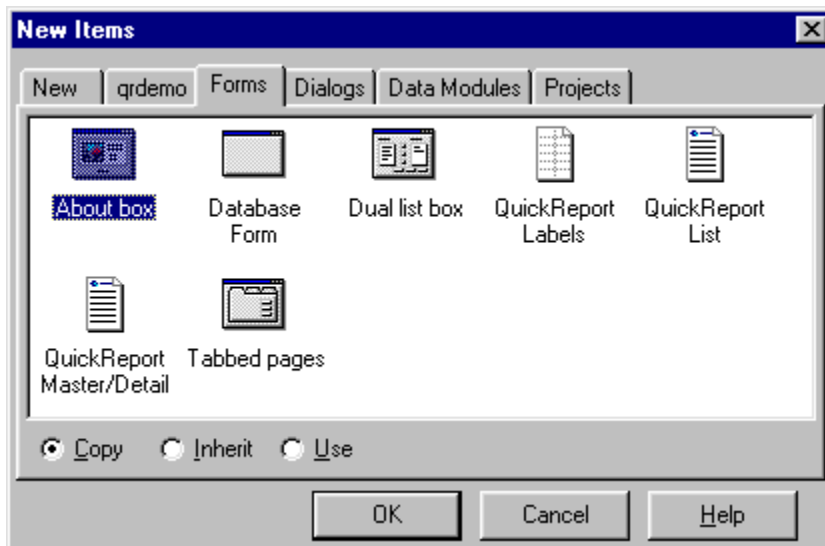 New Items
New qrdemo Forms Dialogs Data Modules Projects
About box Database Form Dual list box QuickReport Labels QuickReport List
QuickReport Master/Detail Tabbed pages
Copy Inherit Use
OK Cancel Help